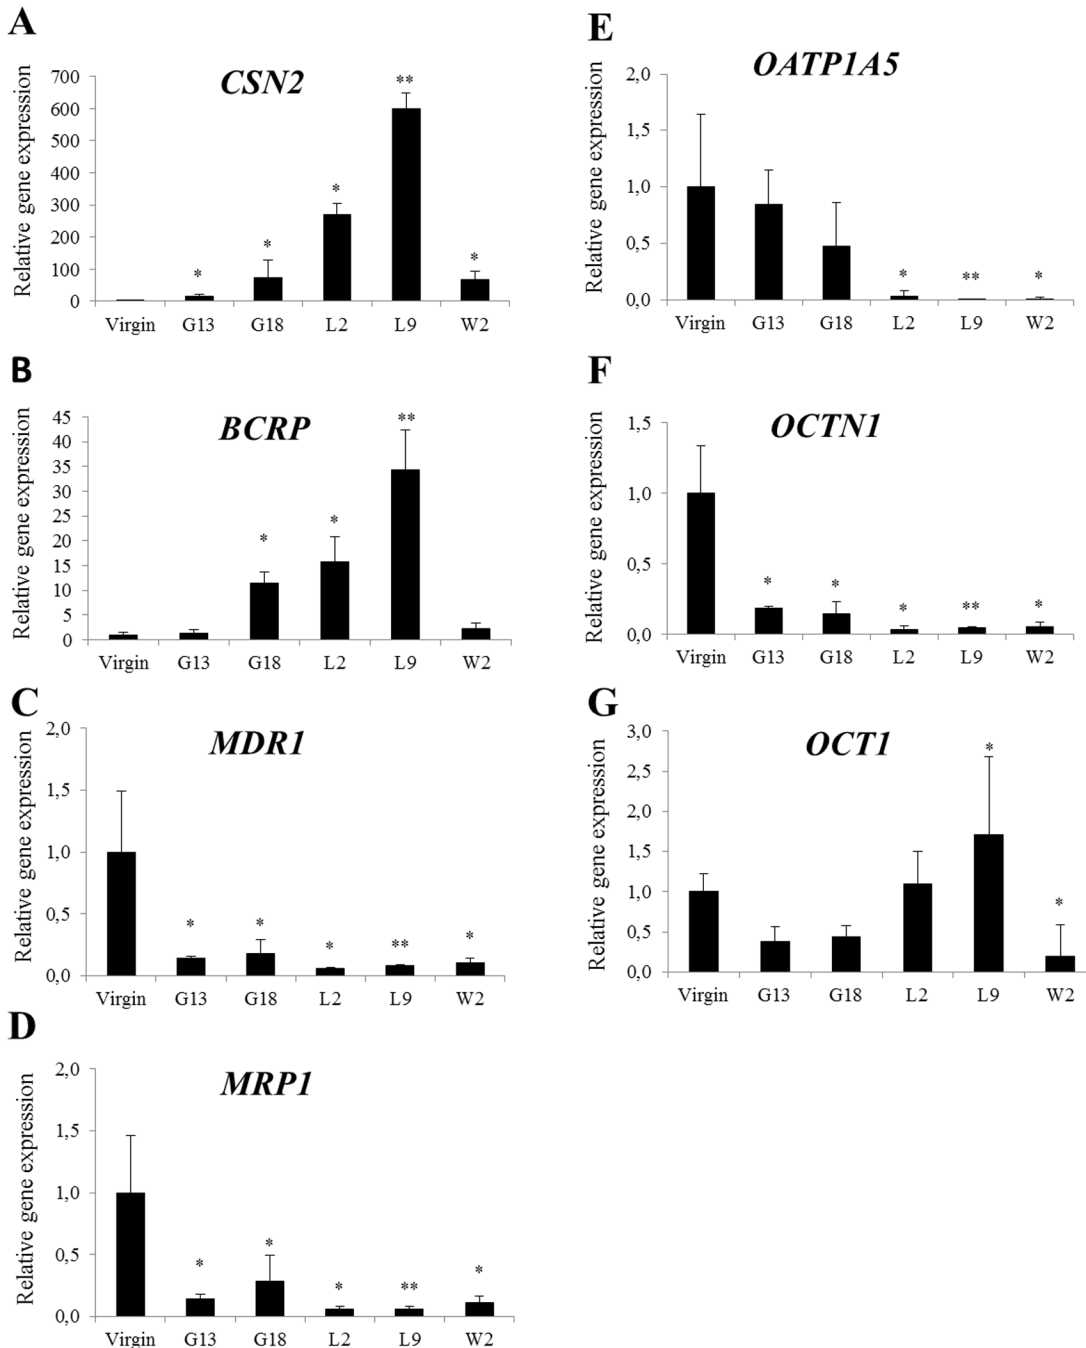 A
CSN2
Relative gene expression
700
600
500
400
300
200
100
0
*
*
*
**
*
Virgin G13 G18 L2 L9 W2
B
BCRP
Relative gene expression
45
40
35
30
25
20
15
10
5
0
*
*
**
Virgin G13 G18 L2 L9 W2
C
MDR1
Relative gene expression
2,0
1,5
1,0
0,5
0,0
*
*
*
**
*
Virgin G13 G18 L2 L9 W2
D
MRP1
Relative gene expression
2,0
1,5
1,0
0,5
0,0
*
*
*
**
*
Virgin G13 G18 L2 L9 W2
E
OATP1A5
Relative gene expression
2,0
1,5
1,0
0,5
0,0
*
**
*
Virgin G13 G18 L2 L9 W2
F
OCTN1
Relative gene expression
1,5
1,0
0,5
0,0
*
*
*
**
*
Virgin G13 G18 L2 L9 W2
G
OCT1
Relative gene expression
3,0
2,5
2,0
1,5
1,0
0,5
0,0
*
*
Virgin G13 G18 L2 L9 W2